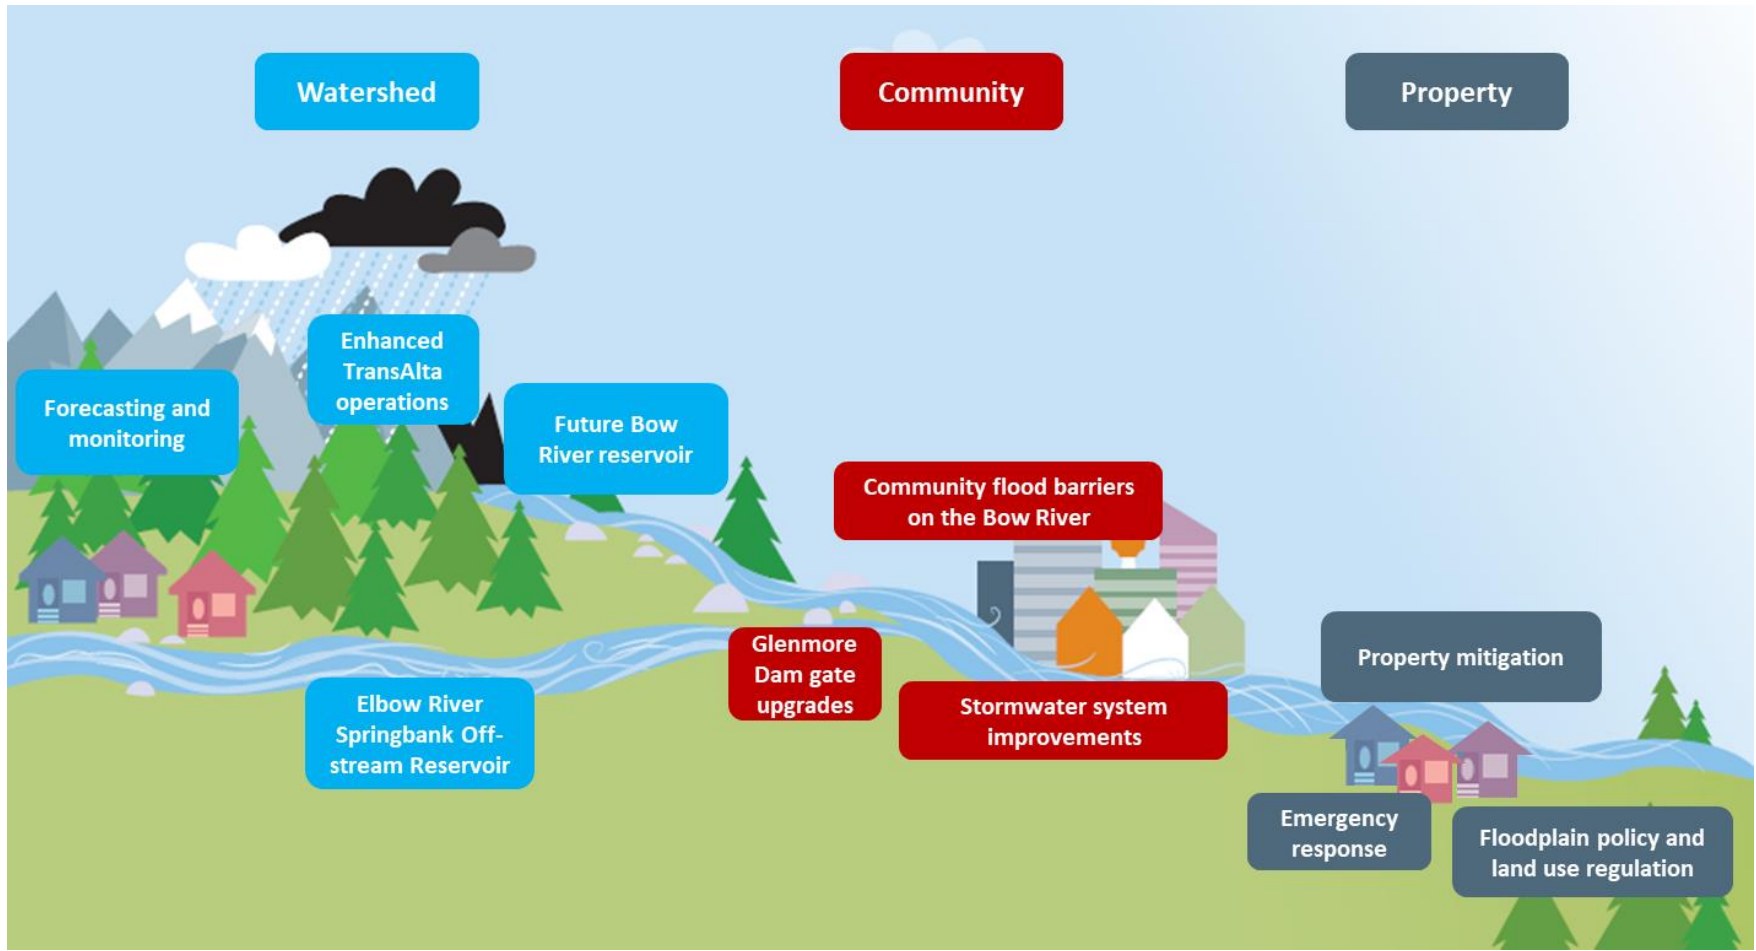 Watershed
Community
Property
Enhanced
TransAlta
operations
Forecasting and
monitoring
Future Bow
River reservoir
Community flood barriers
on the Bow River
Glenmore
Dam gate
upgrades
Property mitigation
Elbow River
Springbank Off-
stream Reservoir
Stormwater system
improvements
Emergency
response
Floodplain policy and
land use regulation